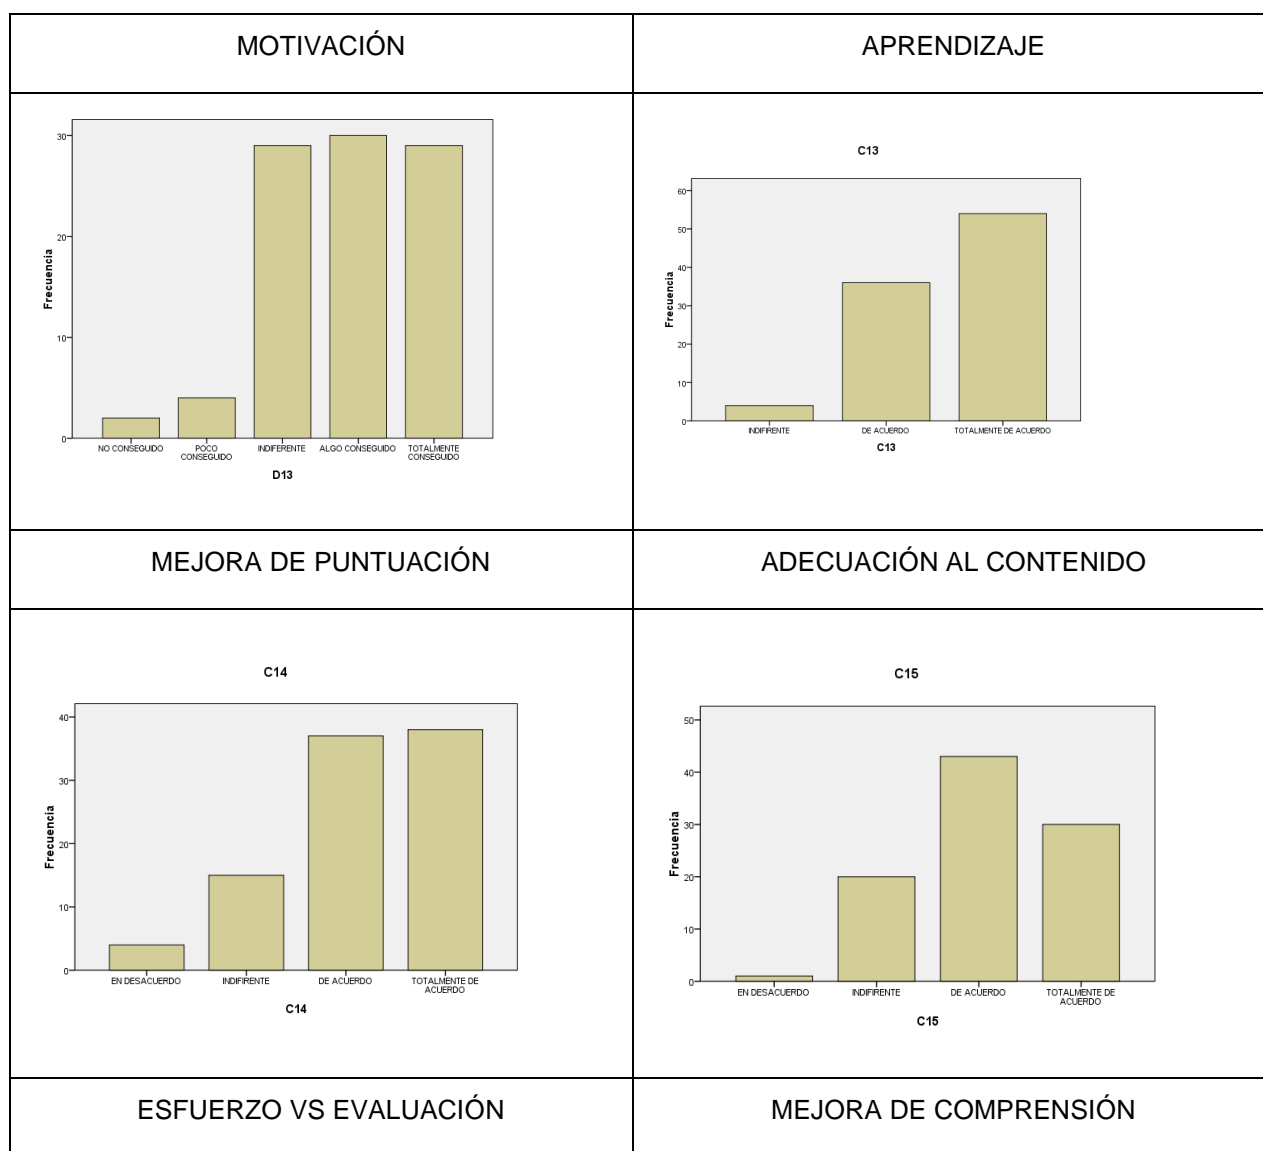 MOTIVACIÓN
APRENDIZAJE
30
20
10
0
Frecuencia
NO CONSEGUIDO
POCO
CONSEGUIDO
INDIFERENTE
ALGO CONSEGUIDO
TOTALMENTE
CONSEGUIDO
D13
C13
60
50
40
30
20
10
0
Frecuencia
INDIFIRENTE
DE ACUERDO
TOTALMENTE DE ACUERDO
C13
MEJORA DE PUNTUACIÓN
ADECUACIÓN AL CONTENIDO
C14
40
30
20
10
0
Frecuencia
EN DESACUERDO
INDIFIRENTE
DE ACUERDO
TOTALMENTE DE
ACUERDO
C14
C15
50
40
30
20
10
0
Frecuencia
EN DESACUERDO
INDIFIRENTE
DE ACUERDO
TOTALMENTE DE
ACUERDO
C15
ESFUERZO VS EVALUACIÓN
MEJORA DE COMPRENSIÓN